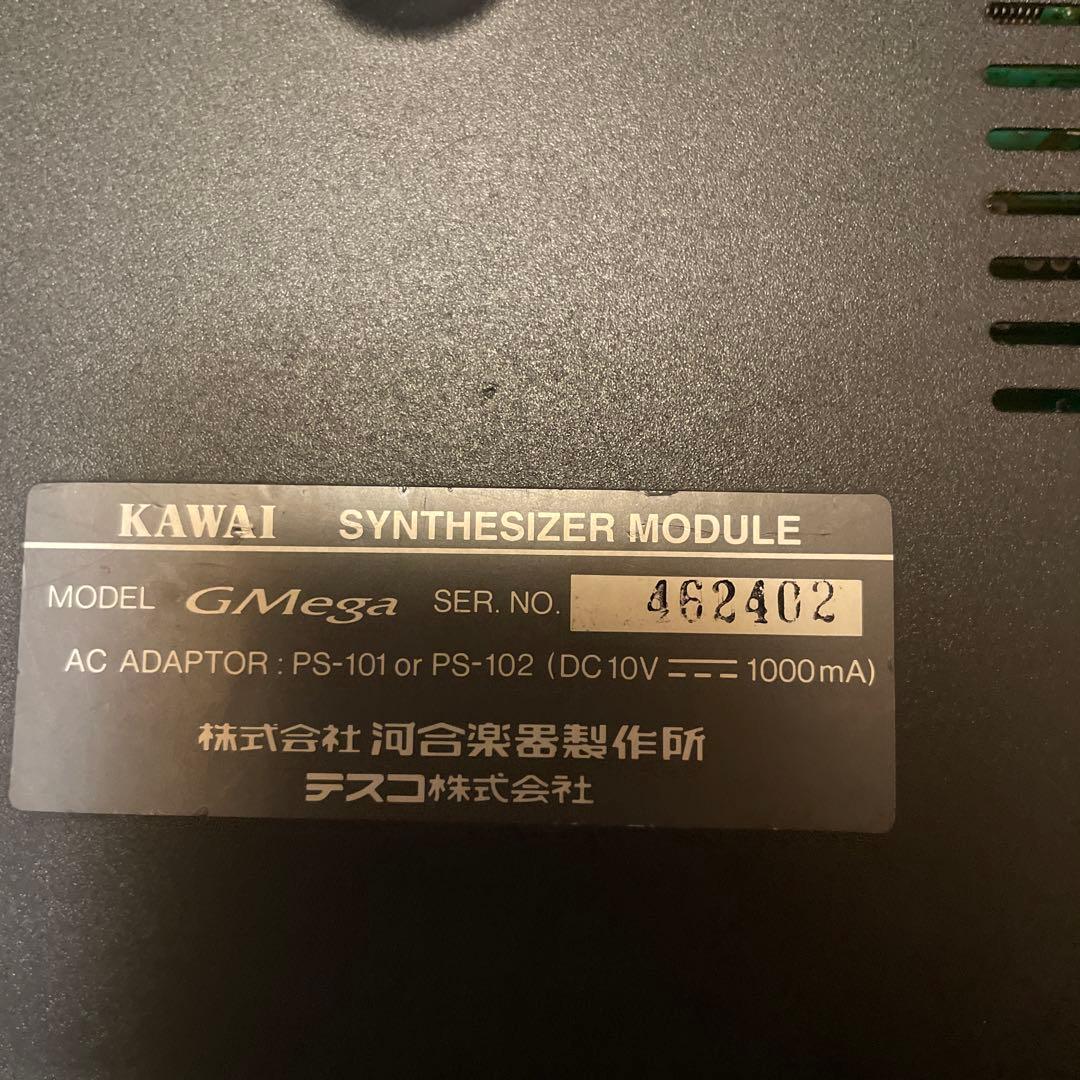 KAWAI SYNTHESIZER MODULE
MODEL GMega SER. NO. 462402
AC ADAPTOR : PS-101 or PS-102 (DC 10V ⎓ 1000mA)
株式会社 河合楽器製作所
テスコ株式会社